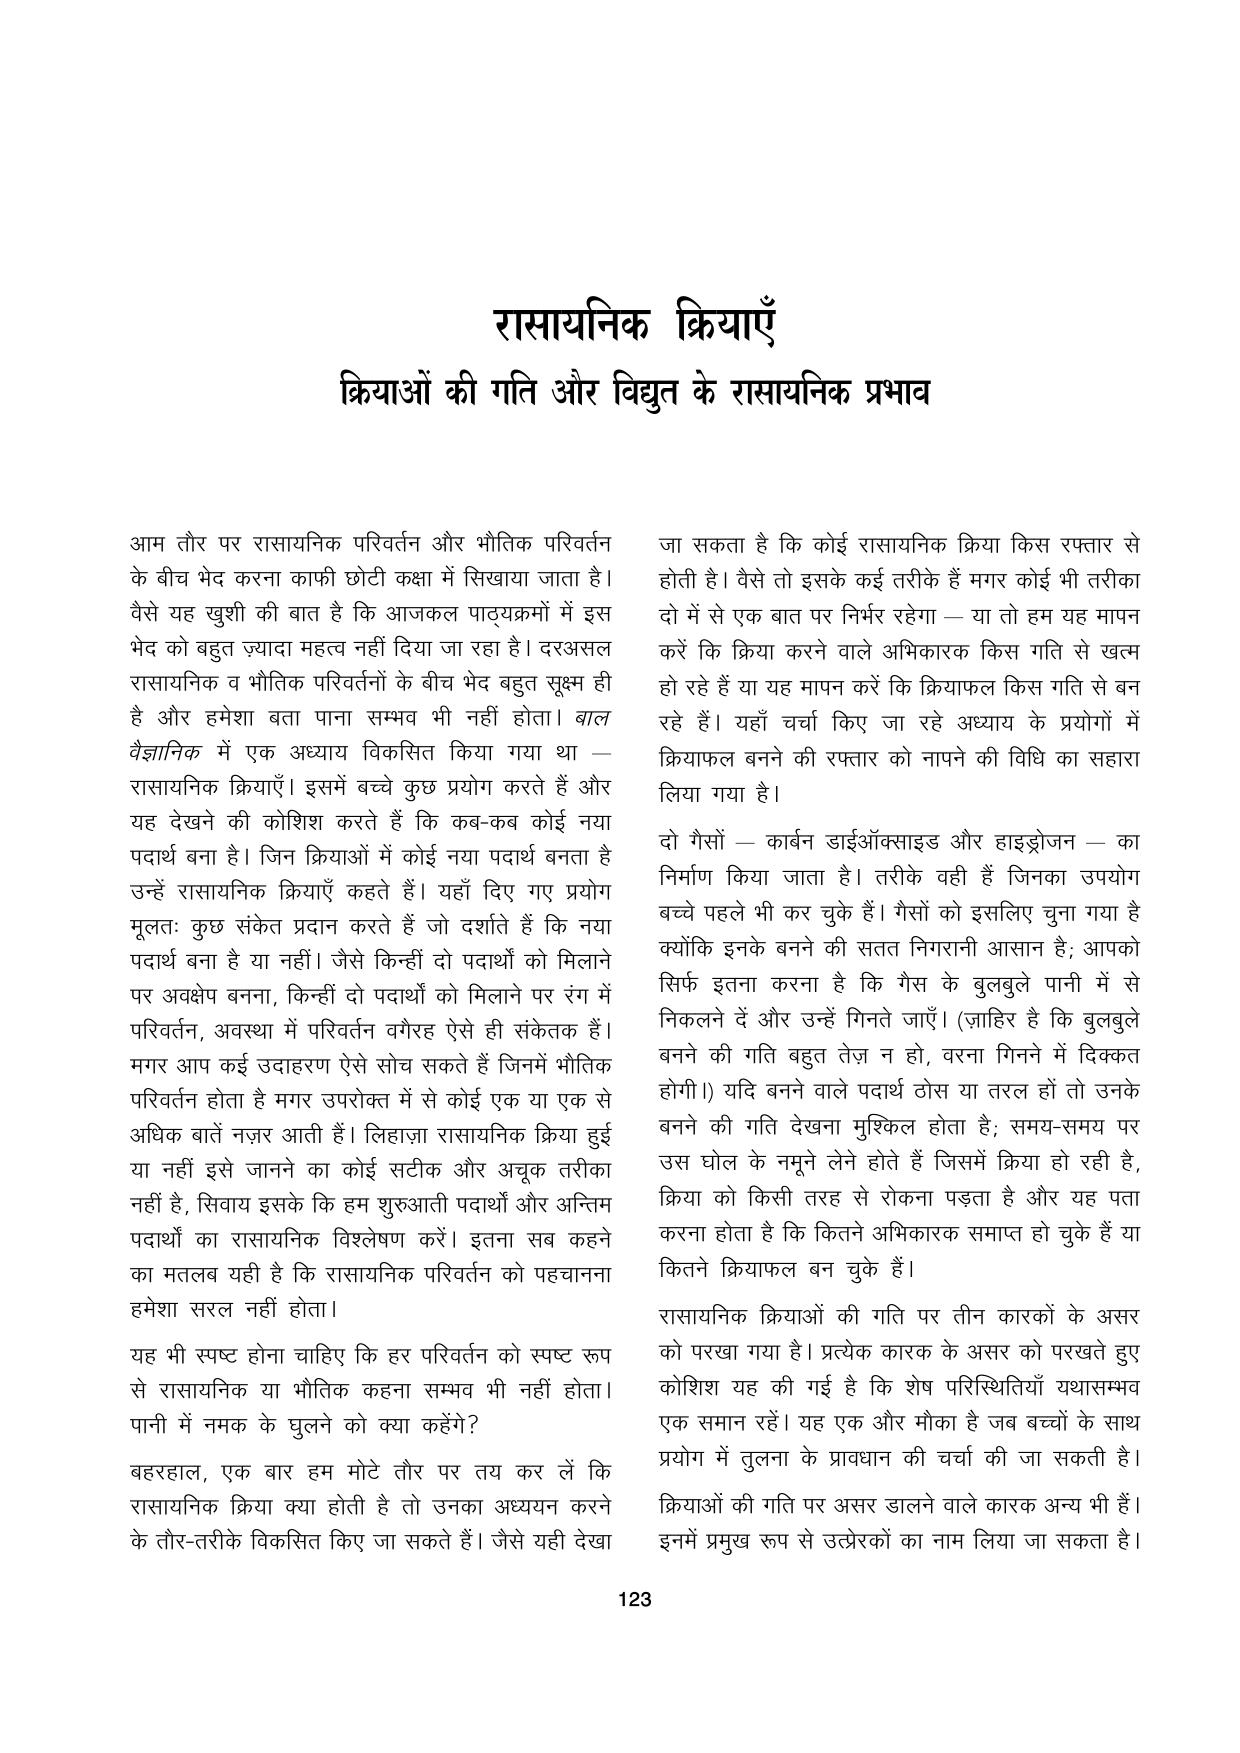 रासायनिक क्रियाएँ
क्रियाओं की गति और विद्युत के रासायनिक प्रभाव
आम तौर पर रासायनिक परिवर्तन और भौतिक परिवर्तन
के बीच भेद करना काफी छोटी कक्षा में सिखाया जाता है।
वैसे यह खुशी की बात है कि आजकल पाठ्यक्रमों में इस
भेद को बहुत ज़्यादा महत्व नहीं दिया जा रहा है। दरअसल
रासायनिक व भौतिक परिवर्तनों के बीच भेद बहुत सूक्ष्म ही
है और हमेशा बता पाना सम्भव भी नहीं होता। बाल
वैज्ञानिक में एक अध्याय विकसित किया गया था —
रासायनिक क्रियाएँ। इसमें बच्चे कुछ प्रयोग करते हैं और
यह देखने की कोशिश करते हैं कि कब-कब कोई नया
पदार्थ बना है। जिन क्रियाओं में कोई नया पदार्थ बनता है
उन्हें रासायनिक क्रियाएँ कहते हैं। यहाँ दिए गए प्रयोग
मूलतः कुछ संकेत प्रदान करते हैं जो दर्शाते हैं कि नया
पदार्थ बना है या नहीं। जैसे किन्हीं दो पदार्थों को मिलाने
पर अवक्षेप बनना, किन्हीं दो पदार्थों को मिलाने पर रंग में
परिवर्तन, अवस्था में परिवर्तन वगैरह ऐसे ही संकेतक हैं।
मगर आप कई उदाहरण ऐसे सोच सकते हैं जिनमें भौतिक
परिवर्तन होता है मगर उपरोक्त में से कोई एक या एक से
अधिक बातें नज़र आती हैं। लिहाज़ा रासायनिक क्रिया हुई
या नहीं इसे जानने का कोई सटीक और अचूक तरीका
नहीं है, सिवाय इसके कि हम शुरुआती पदार्थों और अन्तिम
पदार्थों का रासायनिक विश्लेषण करें। इतना सब कहने
का मतलब यही है कि रासायनिक परिवर्तन को पहचानना
हमेशा सरल नहीं होता।
यह भी स्पष्ट होना चाहिए कि हर परिवर्तन को स्पष्ट रूप
से रासायनिक या भौतिक कहना सम्भव भी नहीं होता।
पानी में नमक के घुलने को क्या कहेंगे?
बहरहाल, एक बार हम मोटे तौर पर तय कर लें कि
रासायनिक क्रिया क्या होती है तो उनका अध्ययन करने
के तौर-तरीके विकसित किए जा सकते हैं। जैसे यही देखा
जा सकता है कि कोई रासायनिक क्रिया किस रफ्तार से
होती है। वैसे तो इसके कई तरीके हैं मगर कोई भी तरीका
दो में से एक बात पर निर्भर रहेगा — या तो हम यह मापन
करें कि क्रिया करने वाले अभिकारक किस गति से खत्म
हो रहे हैं या यह मापन करें कि क्रियाफल किस गति से बन
रहे हैं। यहाँ चर्चा किए जा रहे अध्याय के प्रयोगों में
क्रियाफल बनने की रफ्तार को नापने की विधि का सहारा
लिया गया है।
दो गैसों — कार्बन डाईऑक्साइड और हाइड्रोजन — का
निर्माण किया जाता है। तरीके वही हैं जिनका उपयोग
बच्चे पहले भी कर चुके हैं। गैसों को इसलिए चुना गया है
क्योंकि इनके बनने की सतत निगरानी आसान है; आपको
सिर्फ इतना करना है कि गैस के बुलबुले पानी में से
निकलने दें और उन्हें गिनते जाएँ। (ज़ाहिर है कि बुलबुले
बनने की गति बहुत तेज़ न हो, वरना गिनने में दिक्कत
होगी।) यदि बनने वाले पदार्थ ठोस या तरल हों तो उनके
बनने की गति देखना मुश्किल होता है; समय-समय पर
उस घोल के नमूने लेने होते हैं जिसमें क्रिया हो रही है,
क्रिया को किसी तरह से रोकना पड़ता है और यह पता
करना होता है कि कितने अभिकारक समाप्त हो चुके हैं या
कितने क्रियाफल बन चुके हैं।
रासायनिक क्रियाओं की गति पर तीन कारकों के असर
को परखा गया है। प्रत्येक कारक के असर को परखते हुए
कोशिश यह की गई है कि शेष परिस्थितियाँ यथासम्भव
एक समान रहें। यह एक और मौका है जब बच्चों के साथ
प्रयोग में तुलना के प्रावधान की चर्चा की जा सकती है।
क्रियाओं की गति पर असर डालने वाले कारक अन्य भी हैं।
इनमें प्रमुख रूप से उत्प्रेरकों का नाम लिया जा सकता है।
123